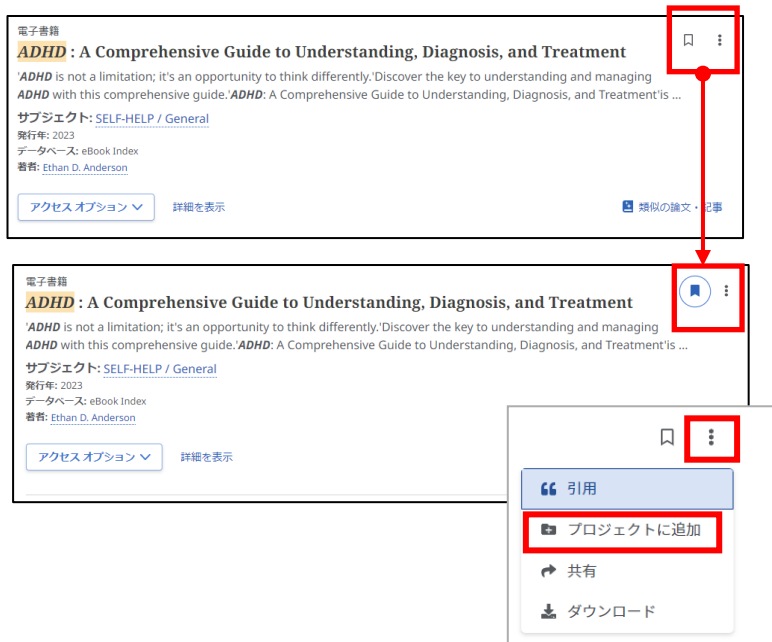 電子書籍
ADHD : A Comprehensive Guide to Understanding, Diagnosis, and Treatment
'ADHD is not a limitation; it's an opportunity to think differently.'Discover the key to understanding and managing
ADHD with this comprehensive guide.'ADHD: A Comprehensive Guide to Understanding, Diagnosis, and Treatment'is ...
サブジェクト: SELF-HELP / General
発行年: 2023
データベース: eBook Index
著者: Ethan D. Anderson
アクセス オプション 詳細を表示 類似の論文・記事
電子書籍
ADHD : A Comprehensive Guide to Understanding, Diagnosis, and Treatment
'ADHD is not a limitation; it's an opportunity to think differently.'Discover the key to understanding and managing
ADHD with this comprehensive guide.'ADHD: A Comprehensive Guide to Understanding, Diagnosis, and Treatment'is ...
サブジェクト: SELF-HELP / General
発行年: 2023
データベース: eBook Index
著者: Ethan D. Anderson
アクセス オプション 詳細を表示
引用
プロジェクトに追加
共有
ダウンロード